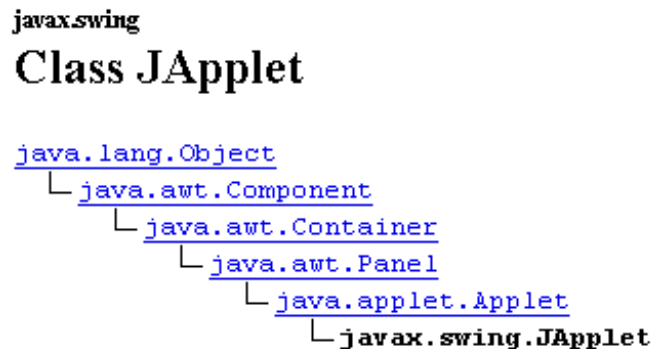 javax.swing
Class JApplet
java.lang.Object
java.awt.Component
java.awt.Container
java.awt.Panel
java.applet.Applet
javax.swing.JApplet